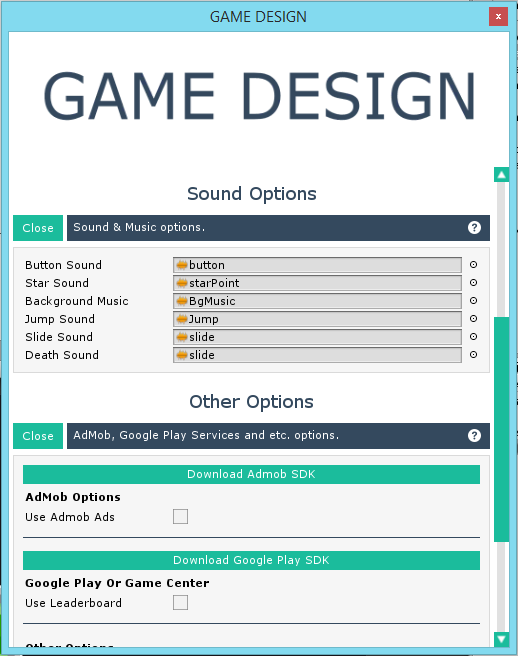 GAME DESIGN
x
GAME DESIGN
Sound Options
Close Sound & Music options. ?
Button Sound button
Star Sound starPoint
Background Music BgMusic
Jump Sound Jump
Slide Sound slide
Death Sound slide
Other Options
Close AdMob, Google Play Services and etc. options. ?
Download Admob SDK
AdMob Options
Use Admob Ads
Download Google Play SDK
Google Play Or Game Center
Use Leaderboard
Other Options